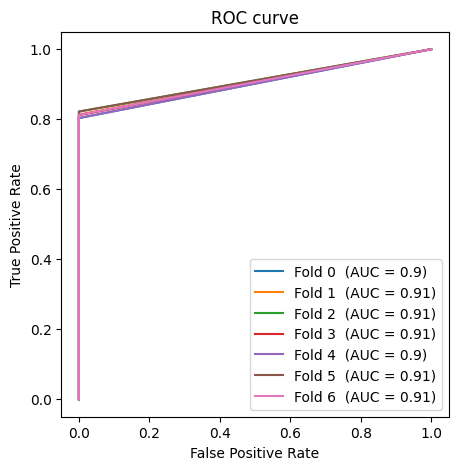 ROC curve
True Positive Rate
1.0
0.8
0.6
0.4
0.2
0.0
Fold 0 (AUC = 0.9)
Fold 1 (AUC = 0.91)
Fold 2 (AUC = 0.91)
Fold 3 (AUC = 0.91)
Fold 4 (AUC = 0.9)
Fold 5 (AUC = 0.91)
Fold 6 (AUC = 0.91)
0.0 0.2 0.4 0.6 0.8 1.0
False Positive Rate